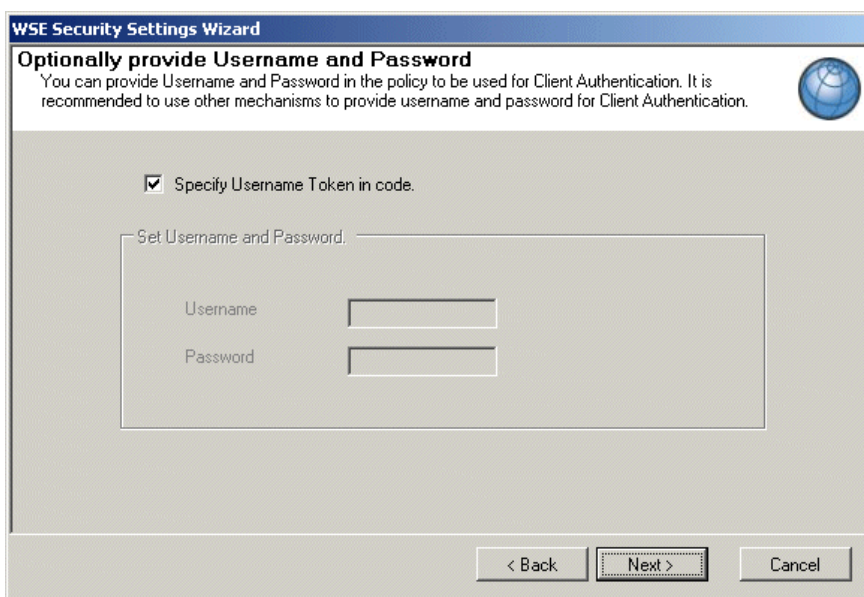 WSE Security Settings Wizard
Optionally provide Username and Password
You can provide Username and Password in the policy to be used for Client Authentication. It is
recommended to use other mechanisms to provide username and password for Client Authentication.
Specify Username Token in code.
Set Username and Password.
Username
Password
< Back Next > Cancel